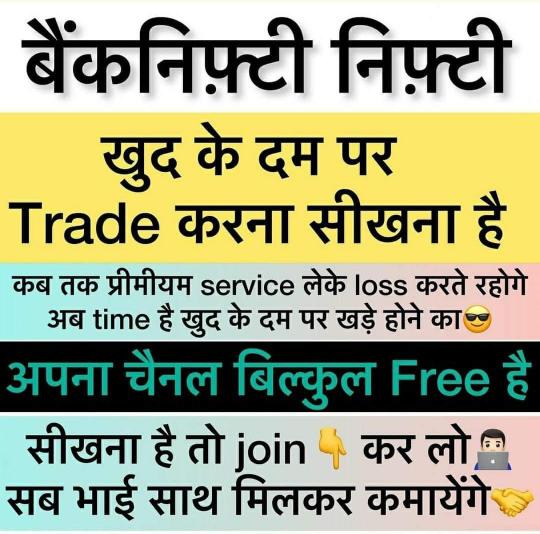 बैंकनिफ़्टी निफ़्टी
खुद के दम पर
Trade करना सीखना है
कब तक प्रीमीयम service लेके loss करते रहोगे
अब time है खुद के दम पर खड़े होने का😎
अपना चैनल बिल्कुल Free है
सीखना है तो join 👇 कर लो👨🏻‍💻
सब भाई साथ मिलकर कमायेंगे🤝